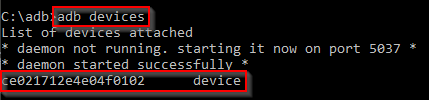 C:\adb>adb devices
List of devices attached
* daemon not running. starting it now on port 5037 *
* daemon started successfully *
ce021712e4e04f0102      device